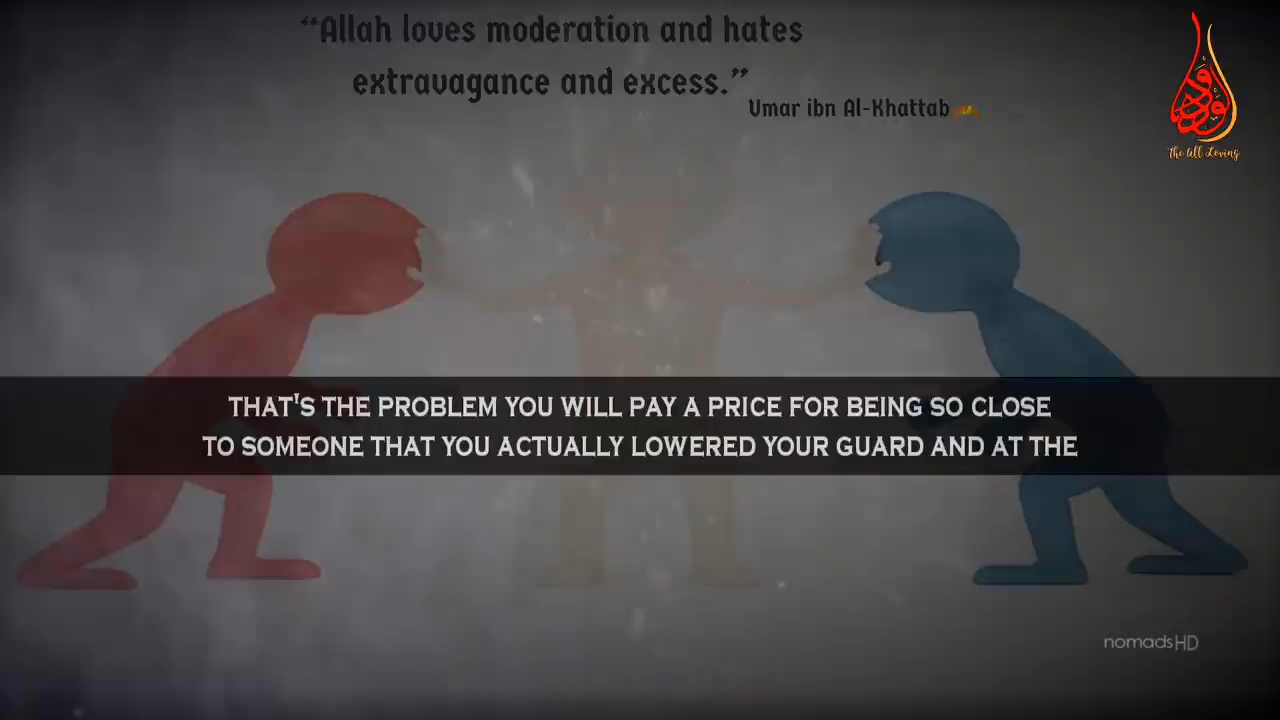 “Allah loves moderation and hates
extravagance and excess.”
Umar ibn Al-Khattab
الودود
The All Loving
THAT'S THE PROBLEM YOU WILL PAY A PRICE FOR BEING SO CLOSE
TO SOMEONE THAT YOU ACTUALLY LOWERED YOUR GUARD AND AT THE
nomadsHD